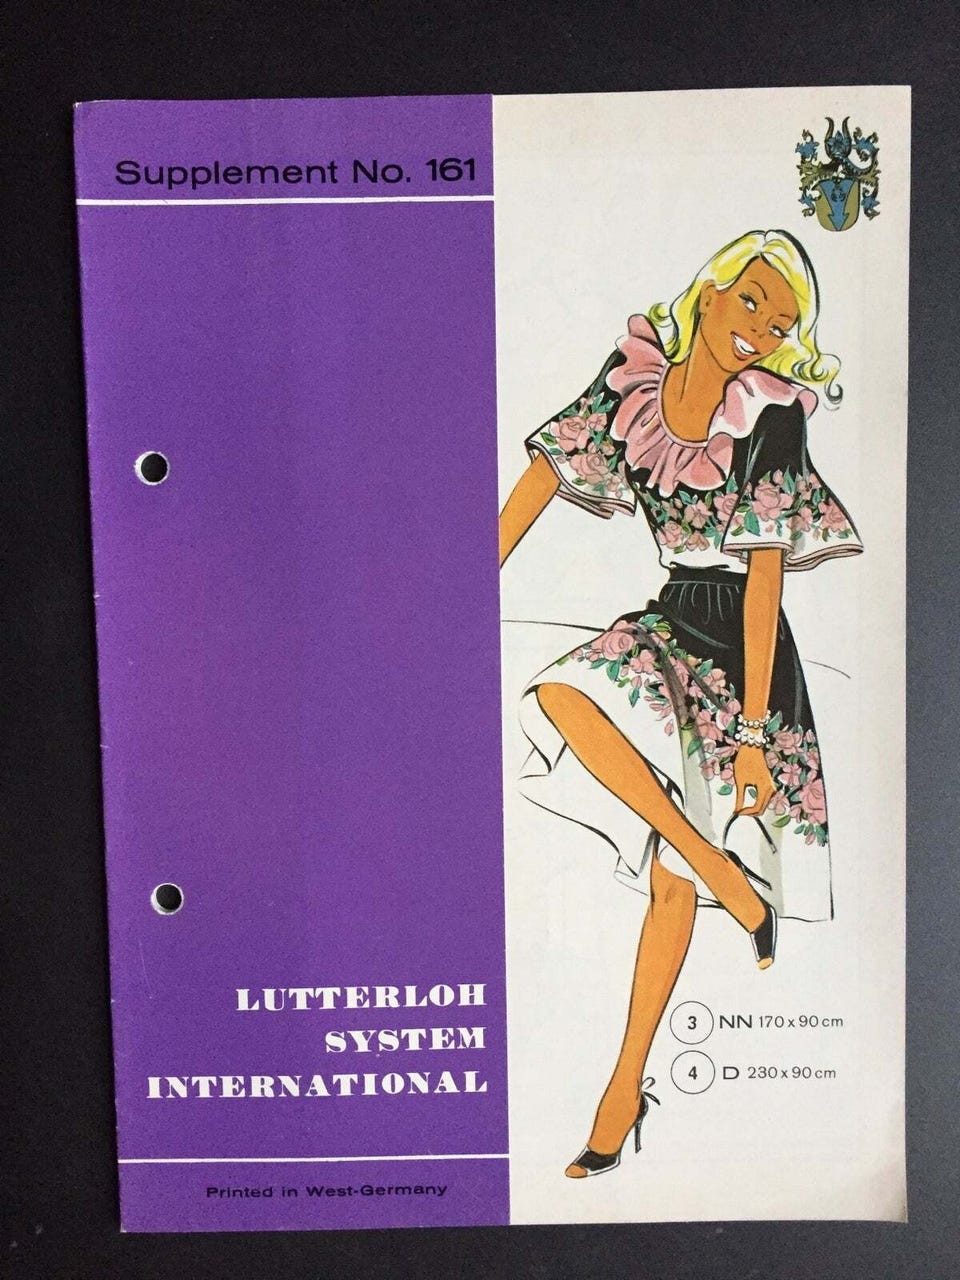 Supplement No. 161
LUTTERLOH
SYSTEM
INTERNATIONAL
Printed in West-Germany
3 NN 170 x 90 cm
4 D 230 x 90 cm